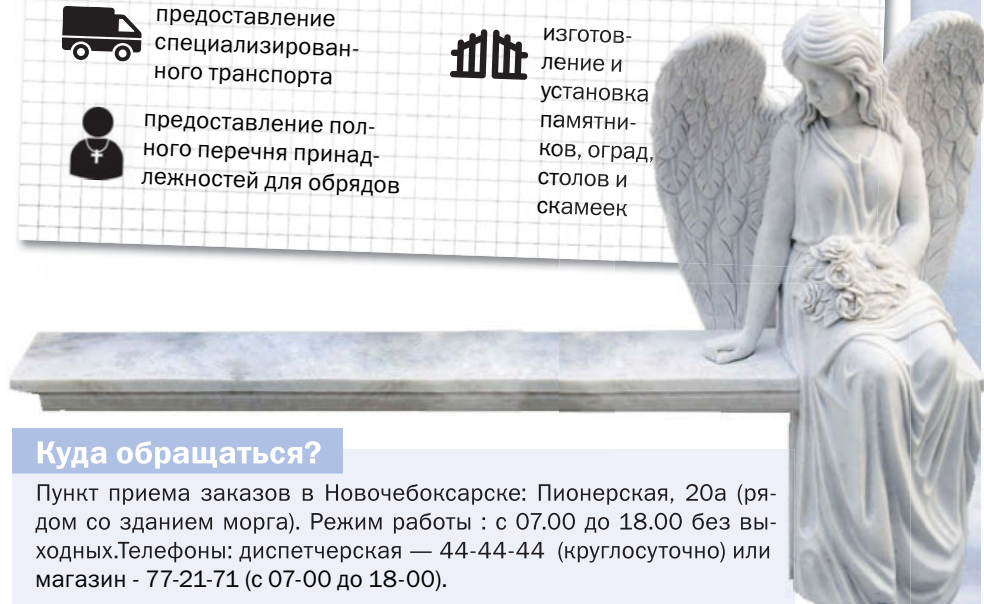 предоставление
специализирован-
ного транспорта
предоставление пол-
ного перечня принад-
лежностей для обрядов
изготов-
ление и
установка
памятни-
ков, оград,
столов и
скамеек
Куда обращаться?
Пункт приема заказов в Новочебоксарске: Пионерская, 20а (ря-
дом со зданием морга). Режим работы : с 07.00 до 18.00 без вы-
ходных.Телефоны: диспетчерская — 44-44-44 (круглосуточно) или
магазин - 77-21-71 (с 07-00 до 18-00).